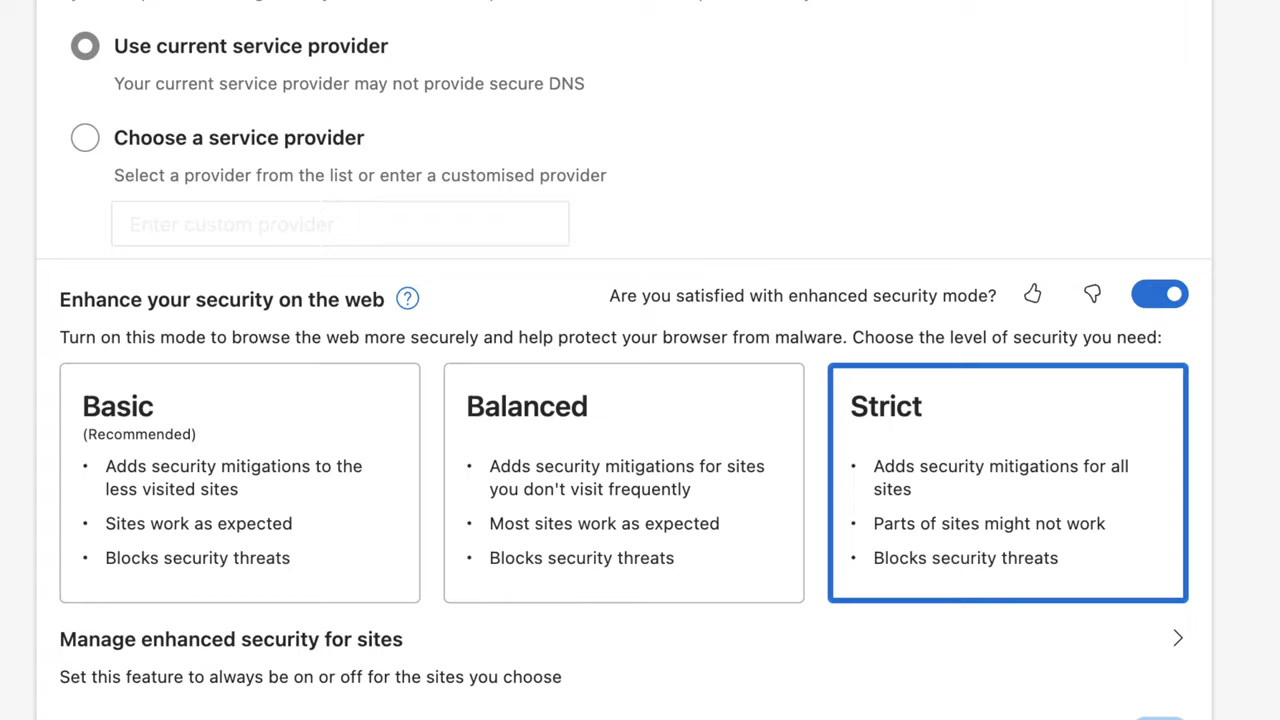 Use current service provider
Your current service provider may not provide secure DNS
Choose a service provider
Select a provider from the list or enter a customised provider
Enter custom provider
Enhance your security on the web
Are you satisfied with enhanced security mode?
Turn on this mode to browse the web more securely and help protect your browser from malware. Choose the level of security you need:
Basic
(Recommended)
• Adds security mitigations to the
less visited sites
• Sites work as expected
• Blocks security threats
Balanced
• Adds security mitigations for sites
you don't visit frequently
• Most sites work as expected
• Blocks security threats
Strict
• Adds security mitigations for all
sites
• Parts of sites might not work
• Blocks security threats
Manage enhanced security for sites
Set this feature to always be on or off for the sites you choose